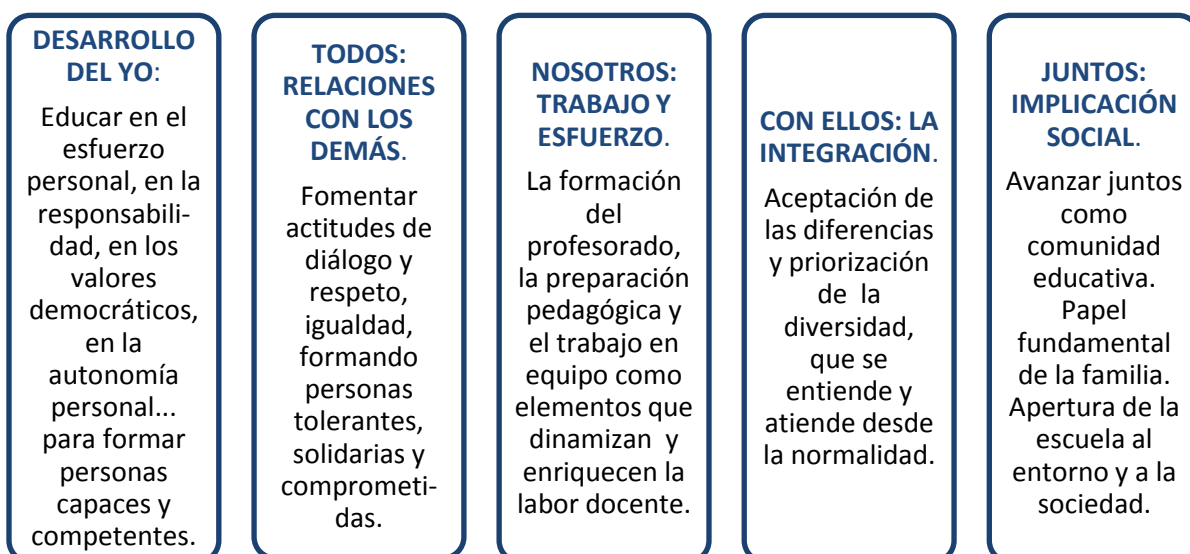 DESARROLLO
DEL YO:
Educar en el
esfuerzo
personal, en la
responsabili-
dad, en los
valores
democráticos,
en la
autonomía
personal...
para formar
personas
capaces y
competentes.
TODOS:
RELACIONES
CON LOS
DEMÁS.
Fomentar
actitudes de
diálogo y
respeto,
igualdad,
formando
personas
tolerantes,
solidarias y
comprometi-
das.
NOSOTROS:
TRABAJO Y
ESFUERZO.
La formación
del
profesorado,
la preparación
pedagógica y
el trabajo en
equipo como
elementos que
dinamizan y
enriquecen la
labor docente.
CON ELLOS: LA
INTEGRACIÓN.
Aceptación de
las diferencias
y priorización
de la
diversidad,
que se
entiende y
atiende desde
la normalidad.
JUNTOS:
IMPLICACIÓN
SOCIAL.
Avanzar juntos
como
comunidad
educativa.
Papel
fundamental
de la familia.
Apertura de la
escuela al
entorno y a la
sociedad.